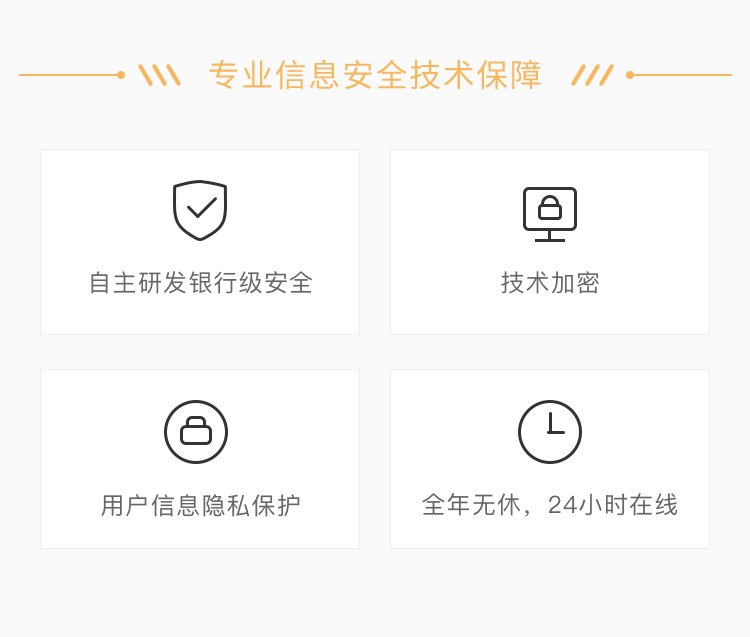 专业信息安全技术保障
自主研发银行级安全
技术加密
用户信息隐私保护
全年无休，24小时在线